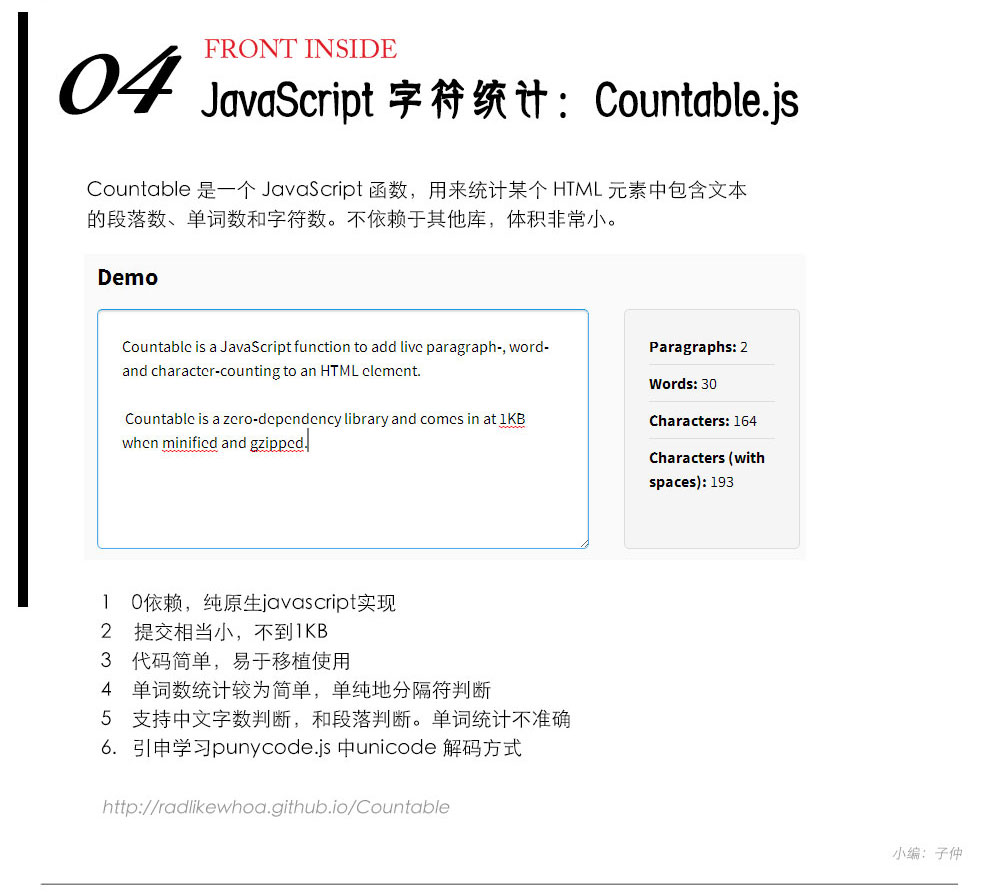 04
FRONT INSIDE
JavaScript 字符统计：Countable.js
Countable 是一个 JavaScript 函数，用来统计某个 HTML 元素中包含文本
的段落数、单词数和字符数。不依赖于其他库，体积非常小。
Demo
Countable is a JavaScript function to add live paragraph-, word-
and character-counting to an HTML element.
Countable is a zero-dependency library and comes in at 1KB
when minified and gzipped.
Paragraphs: 2
Words: 30
Characters: 164
Characters (with
spaces): 193
1 0依赖，纯原生javascript实现
2 提交相当小，不到1KB
3 代码简单，易于移植使用
4 单词数统计较为简单，单纯地分隔符判断
5 支持中文字数判断，和段落判断。单词统计不准确
6. 引申学习punycode.js 中unicode 解码方式
http://radlikewhoa.github.io/Countable
小编：子仲